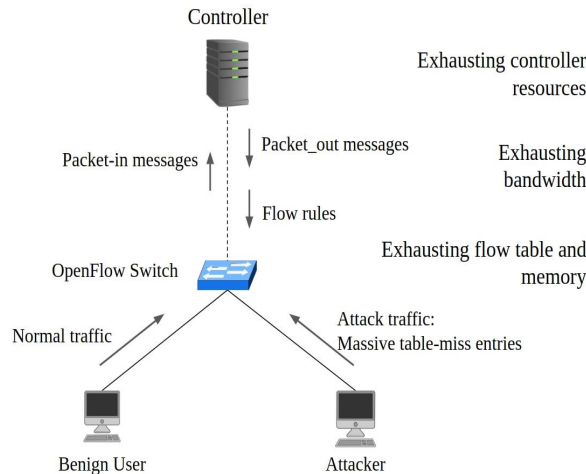 Controller
Exhausting controller
resources
Packet_out messages
Packet-in messages
Exhausting
bandwidth
Flow rules
Exhausting flow table and
memory
OpenFlow Switch
Attack traffic:
Normal traffic
Massive table-miss entries
Benign User
Attacker